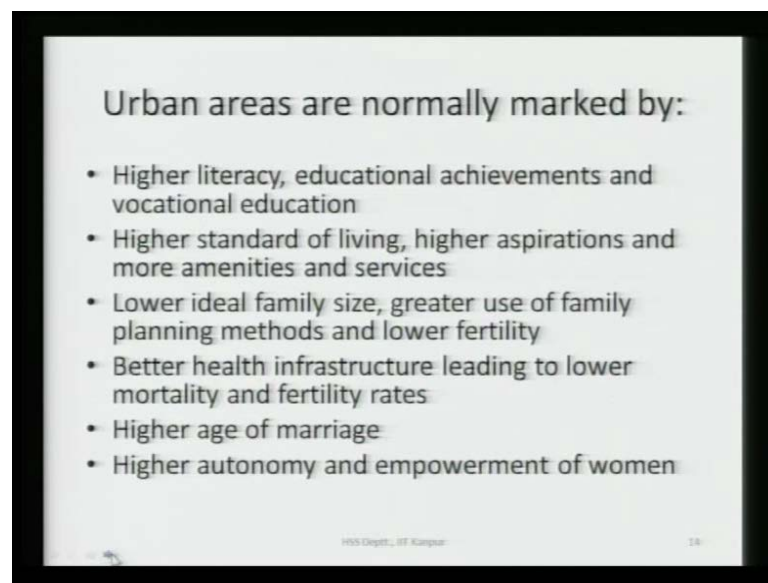 Urban areas are normally marked by:
• Higher literacy, educational achievements and
vocational education
• Higher standard of living, higher aspirations and
more amenities and services
• Lower ideal family size, greater use of family
planning methods and lower fertility
• Better health infrastructure leading to lower
mortality and fertility rates
• Higher age of marriage
• Higher autonomy and empowerment of women
HSS Deptt., IIT Kanpur
14